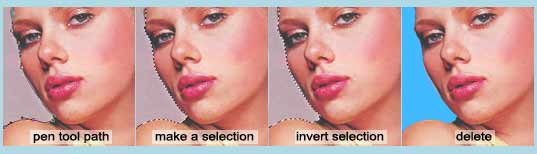 pen tool path
make a selection
invert selection
delete